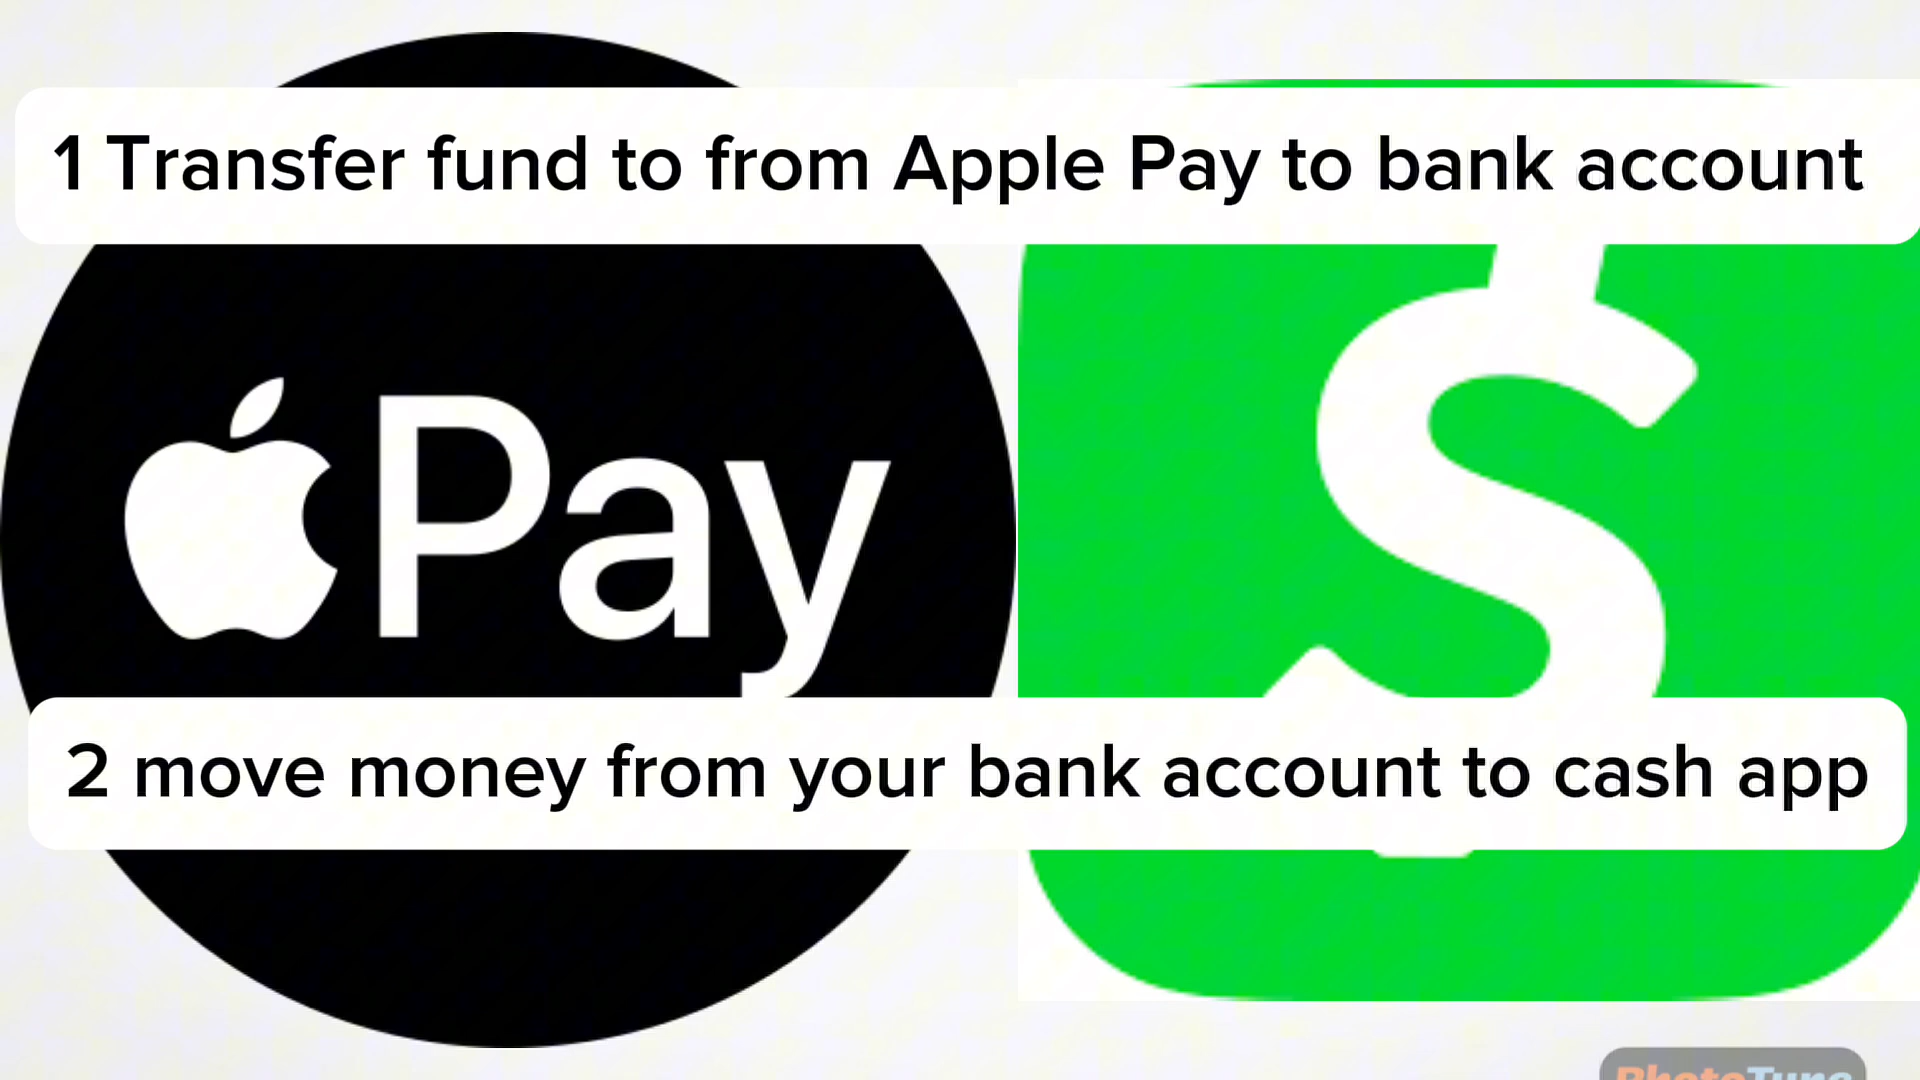 1 Transfer fund to from Apple Pay to bank account
Pay
$
2 move money from your bank account to cash app
PhotoTune